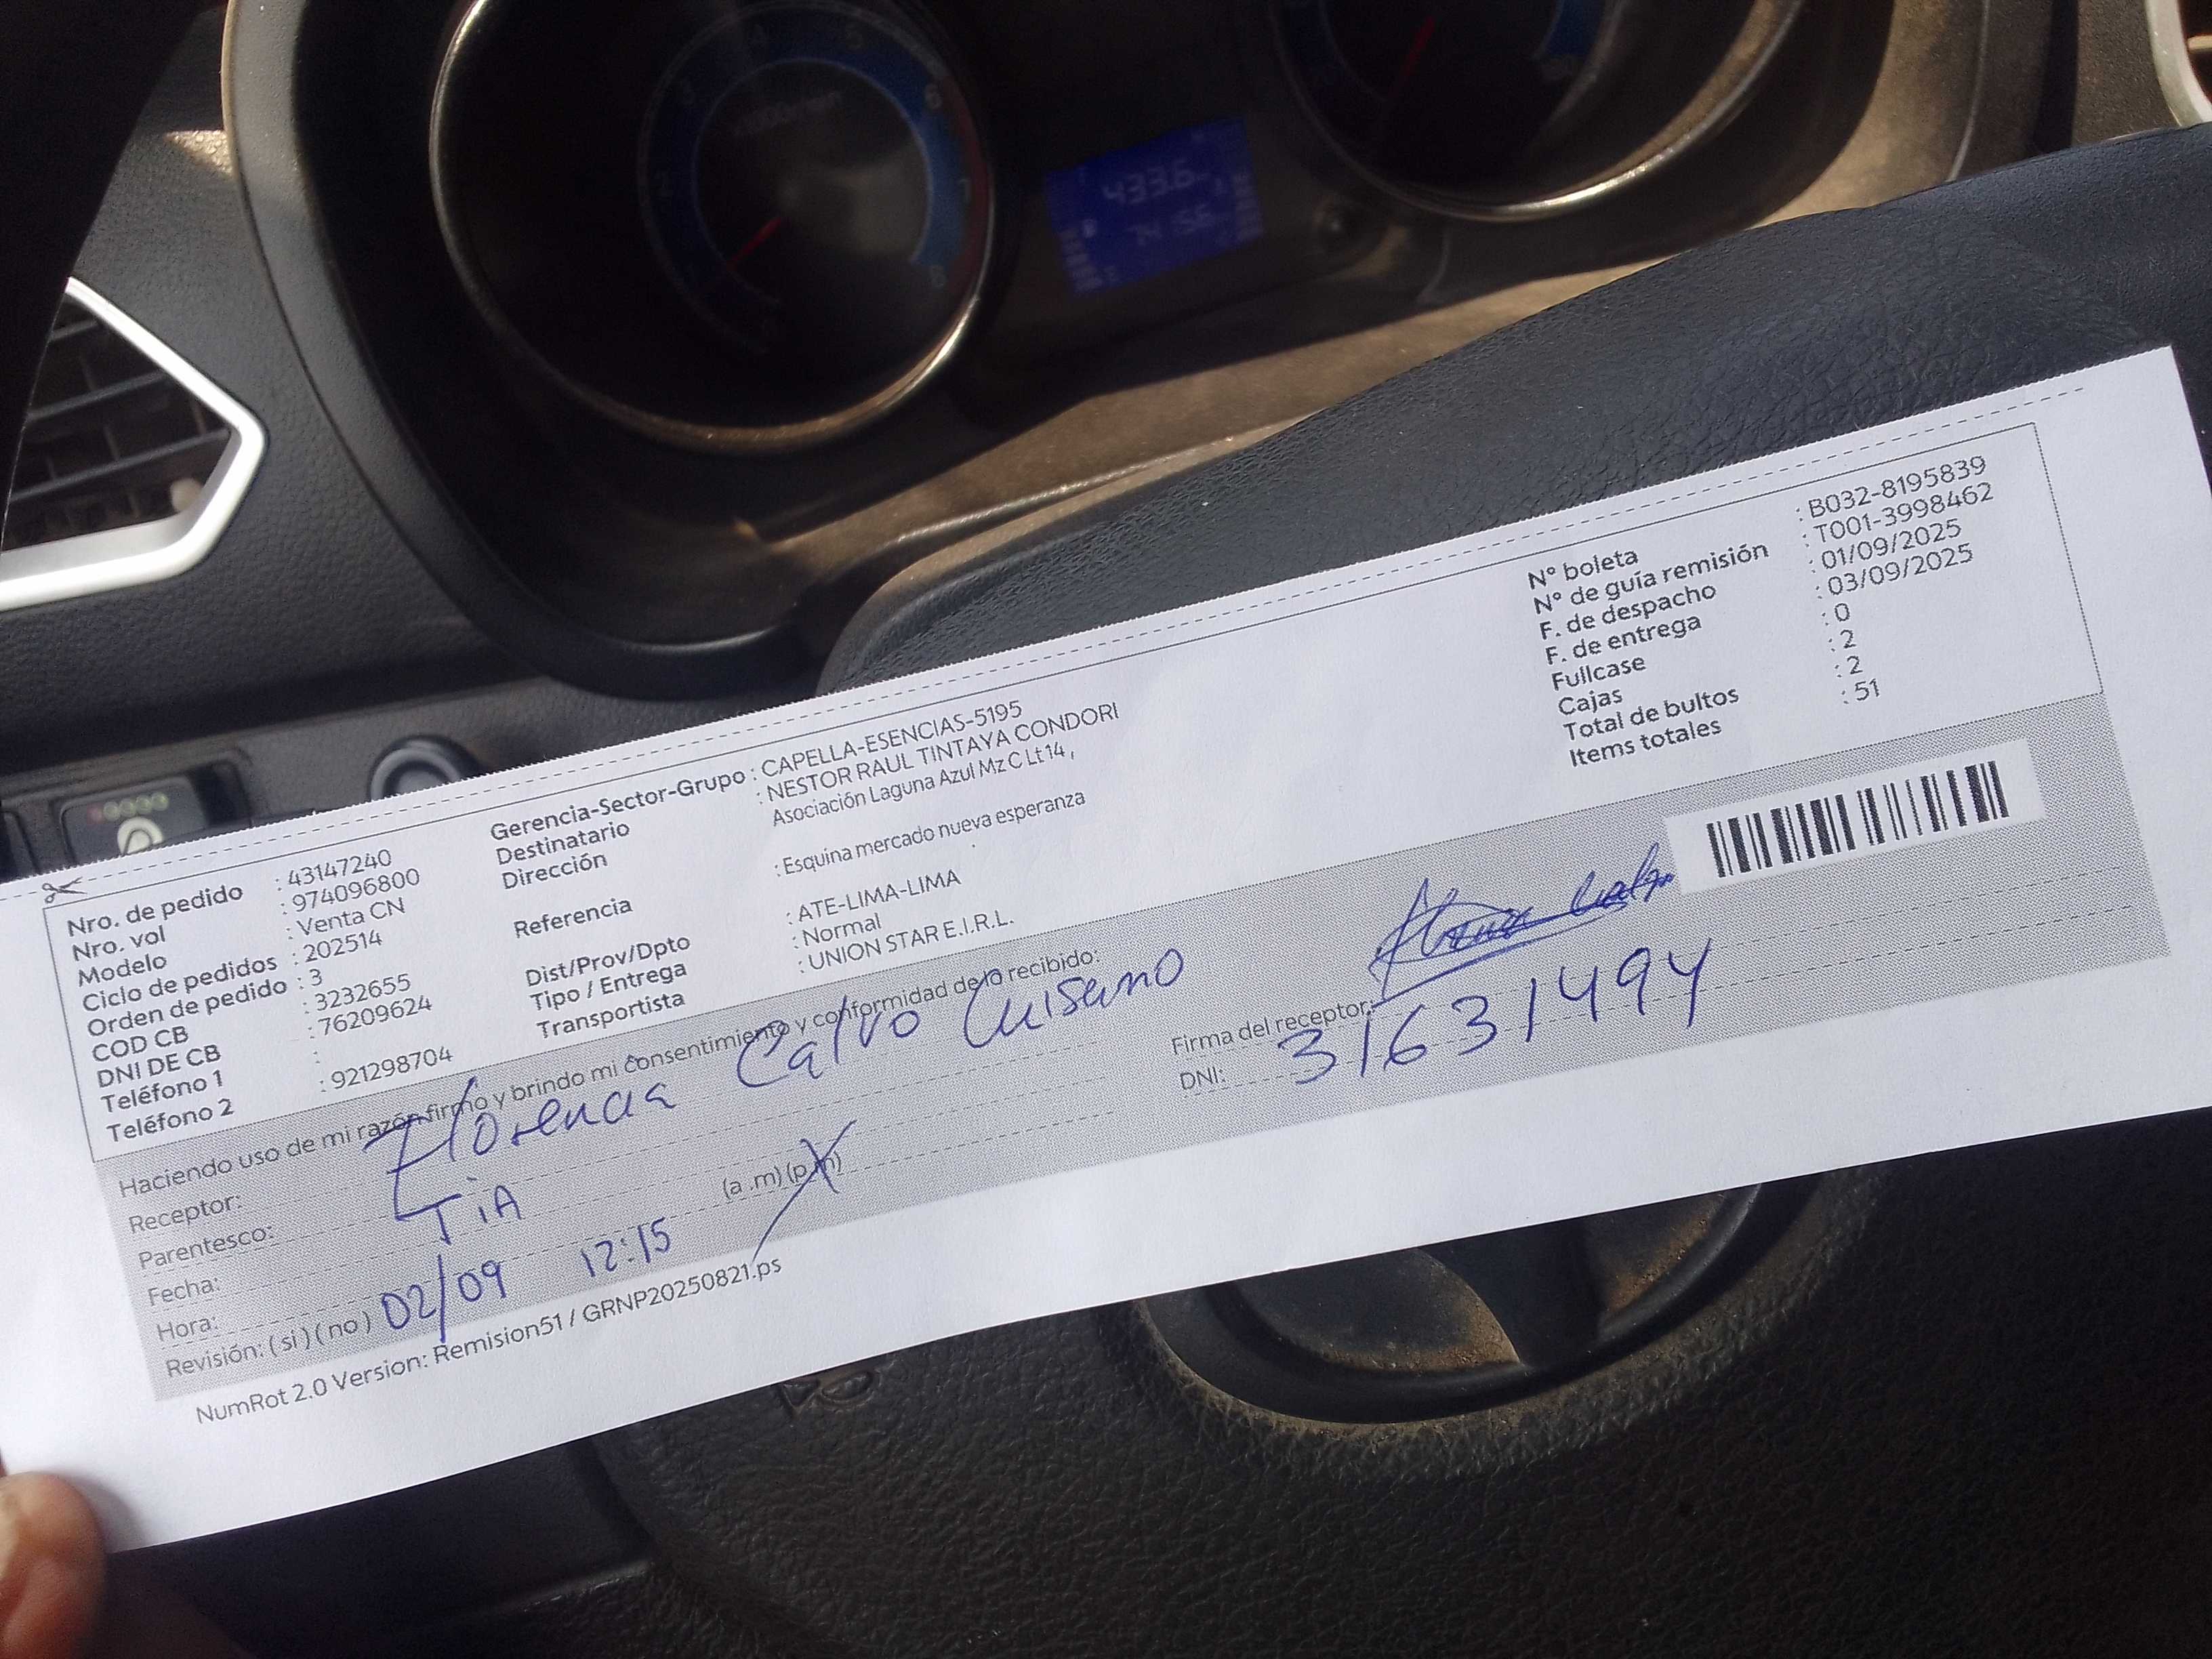 433.6
Nro. de pedido : 43147240
Nro. vol : 974096800
Modelo : Venta CN
Ciclo de pedidos : 202514
Orden de pedido : 3
COD CB : 3232655
DNI DE CB : 76209624
Teléfono 1 :
Teléfono 2 : 921298704
Gerencia-Sector-Grupo : CAPELLA-ESENCIAS-5195
Destinatario : NESTOR RAUL TINTAYA CONDORI
Dirección Asociación Laguna Azul Mz C Lt 14 ,
Referencia : Esquina mercado nueva esperanza
Dist/Prov/Dpto : ATE-LIMA-LIMA
Tipo / Entrega : Normal
Transportista : UNION STAR E.I.R.L.
N° boleta : B032-8195839
N° de guía remisión : T001-3998462
F. de despacho : 01/09/2025
F. de entrega : 03/09/2025
Fullcase : 0
Cajas : 2
Total de bultos : 2
Items totales : 51
Haciendo uso de mi razón firmo y brindo mi consentimiento y conformidad de lo recibido:
Receptor: Florencia Calvo
Parentesco: TiA
Fecha:
Hora: (a .m) (p.m)
Revisión: ( si ) ( no ) 02/09 12:15
Firma del receptor:
DNI: 31631494
NumRot 2.0 Version: Remision51 / GRNP20250821.ps